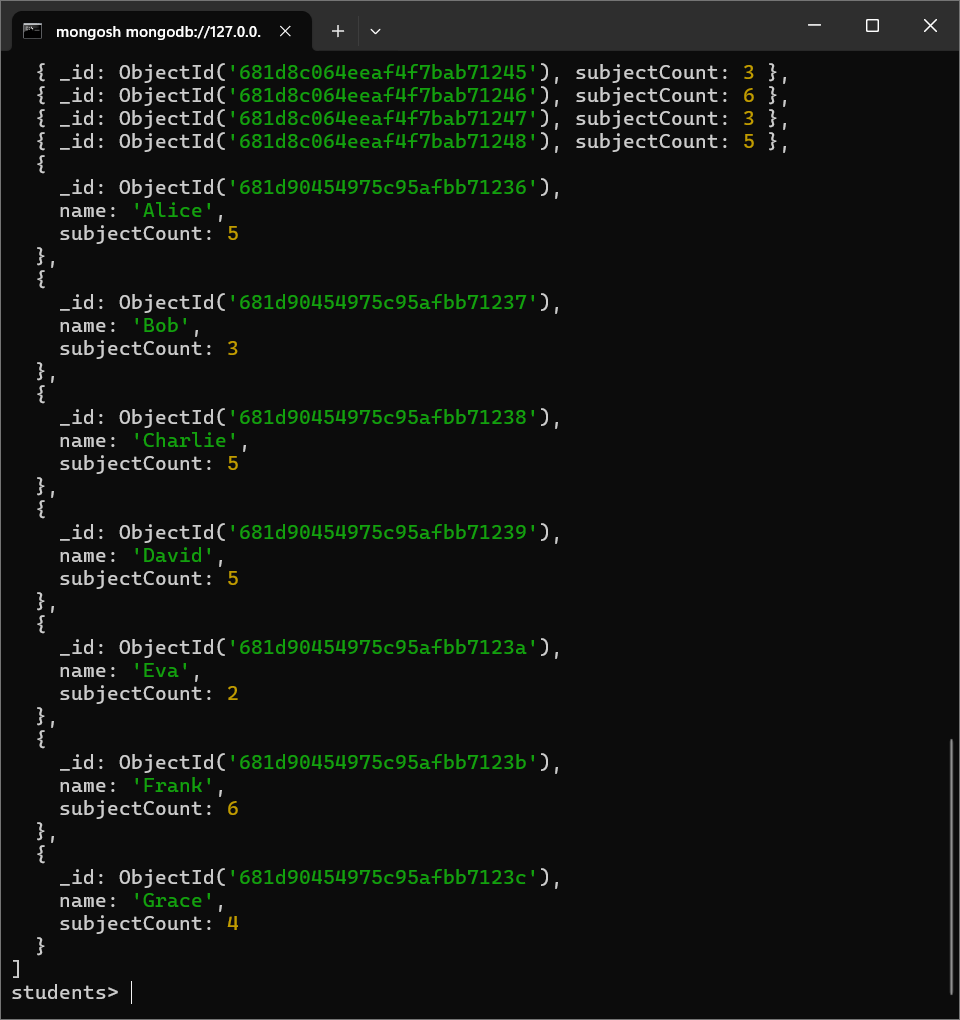 mongosh mongodb://127.0.0.
{ _id: ObjectId('681d8c064eeaf4f7bab71245'), subjectCount: 3 },
{ _id: ObjectId('681d8c064eeaf4f7bab71246'), subjectCount: 6 },
{ _id: ObjectId('681d8c064eeaf4f7bab71247'), subjectCount: 3 },
{ _id: ObjectId('681d8c064eeaf4f7bab71248'), subjectCount: 5 },
{
_id: ObjectId('681d90454975c95afbb71236'),
name: 'Alice',
subjectCount: 5
},
{
_id: ObjectId('681d90454975c95afbb71237'),
name: 'Bob',
subjectCount: 3
},
{
_id: ObjectId('681d90454975c95afbb71238'),
name: 'Charlie',
subjectCount: 5
},
{
_id: ObjectId('681d90454975c95afbb71239'),
name: 'David',
subjectCount: 5
},
{
_id: ObjectId('681d90454975c95afbb7123a'),
name: 'Eva',
subjectCount: 2
},
{
_id: ObjectId('681d90454975c95afbb7123b'),
name: 'Frank',
subjectCount: 6
},
{
_id: ObjectId('681d90454975c95afbb7123c'),
name: 'Grace',
subjectCount: 4
}
]
students>